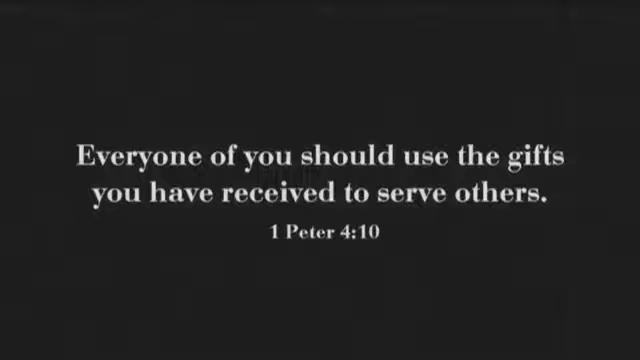 Everyone of you should use the gifts
you have received to serve others.
1 Peter 4:10